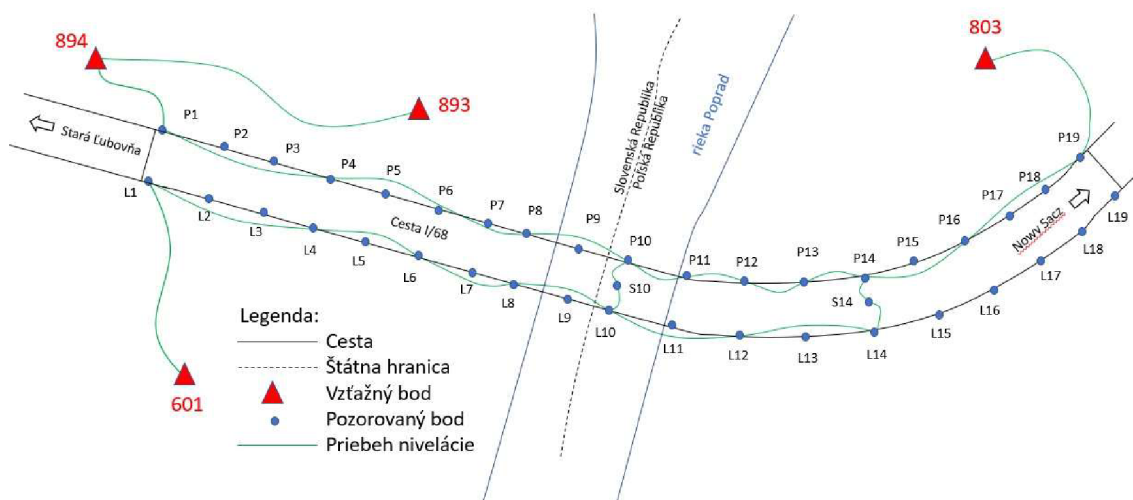 894
893
803
P1
P2
P3
P4
P5
P6
P7
P8
P9
P10
P11
P12
P13
P14
P15
P16
P17
P18
P19
Stará Ľubovňa
Cesta I/68
Slovenská Republika
Poľská Republika
rieka Poprad
Nowy Sacz
S10
S14
L1
L2
L3
L4
L5
L6
L7
L8
L9
L10
L11
L12
L13
L14
L15
L16
L17
L18
L19
601
Legenda:
Cesta
Štátna hranica
Vzťažný bod
Pozorovaný bod
Priebeh nivelácie